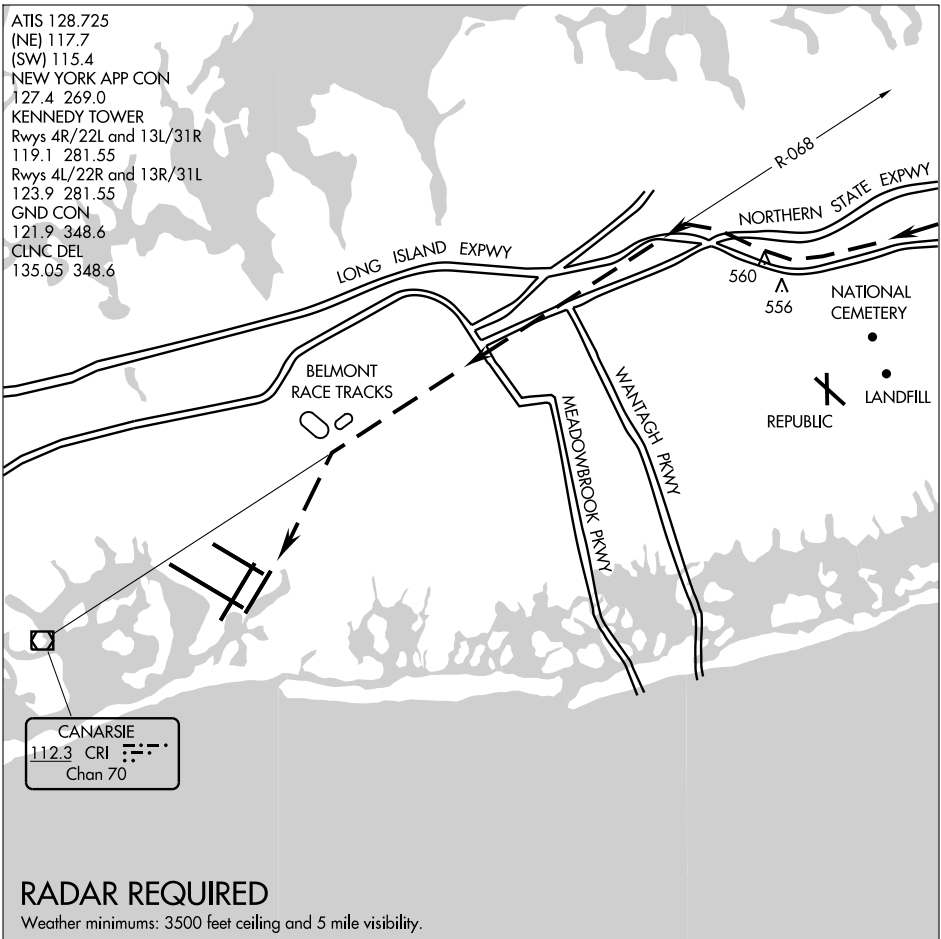 ATIS 128.725
(NE) 117.7
(SW) 115.4
NEW YORK APP CON
127.4 269.0
KENNEDY TOWER
Rwys 4R/22L and 13L/31R
119.1 281.55
Rwys 4L/22R and 13R/31L
123.9 281.55
GND CON
121.9 348.6
CLNC DEL
135.05 348.6
R-068
NORTHERN STATE EXPWY
LONG ISLAND EXPWY
560
556
NATIONAL
CEMETERY
LANDFILL
REPUBLIC
BELMONT
RACE TRACKS
WANTAGH PKWY
MEADOWBROOK PKWY
CANARSIE
112.3 CRI
Chan 70
RADAR REQUIRED
Weather minimums: 3500 feet ceiling and 5 mile visibility.